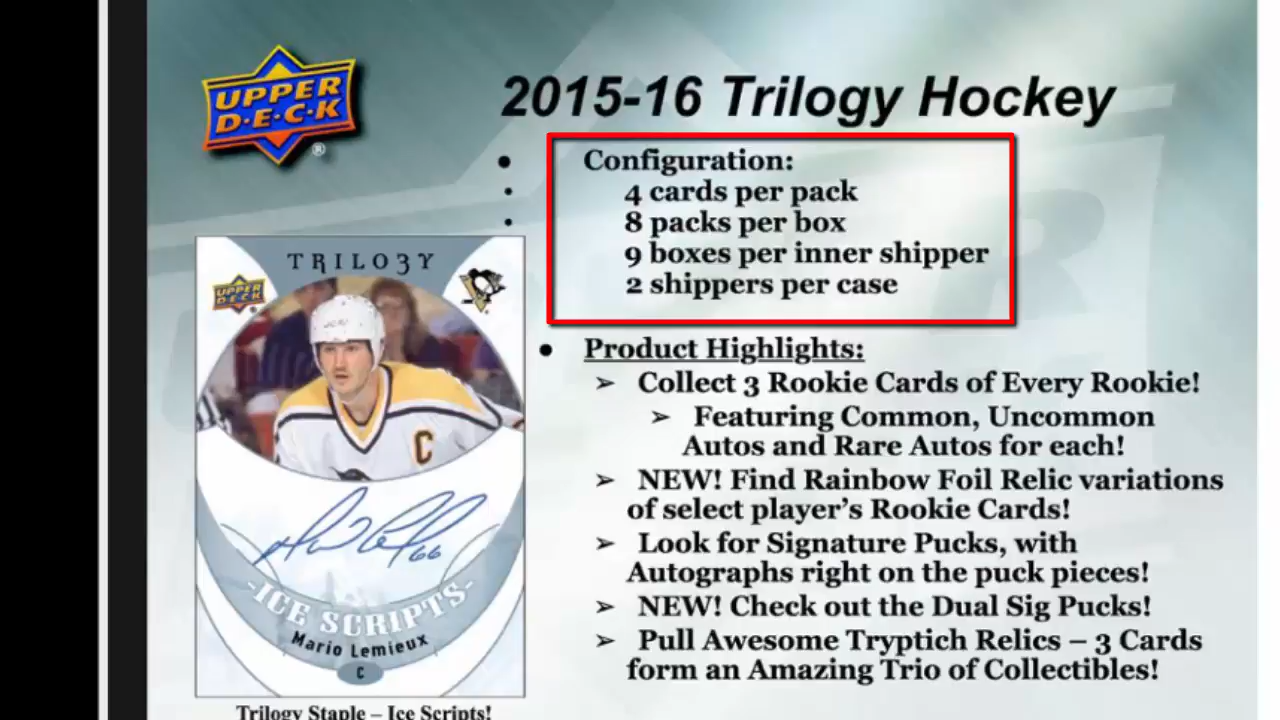 UPPER
D·E·C·K
®
2015-16 Trilogy Hockey
• Configuration:
• 4 cards per pack
• 8 packs per box
9 boxes per inner shipper
2 shippers per case
TRILO3Y
UPPER
DECK
C
66
-ICE SCRIPTS-
Mario Lemieux
C
Trilogy Staple – Ice Scripts!
• Product Highlights:
➢ Collect 3 Rookie Cards of Every Rookie!
➢ Featuring Common, Uncommon
Autos and Rare Autos for each!
➢ NEW! Find Rainbow Foil Relic variations
of select player's Rookie Cards!
➢ Look for Signature Pucks, with
Autographs right on the puck pieces!
➢ NEW! Check out the Dual Sig Pucks!
➢ Pull Awesome Tryptich Relics – 3 Cards
form an Amazing Trio of Collectibles!